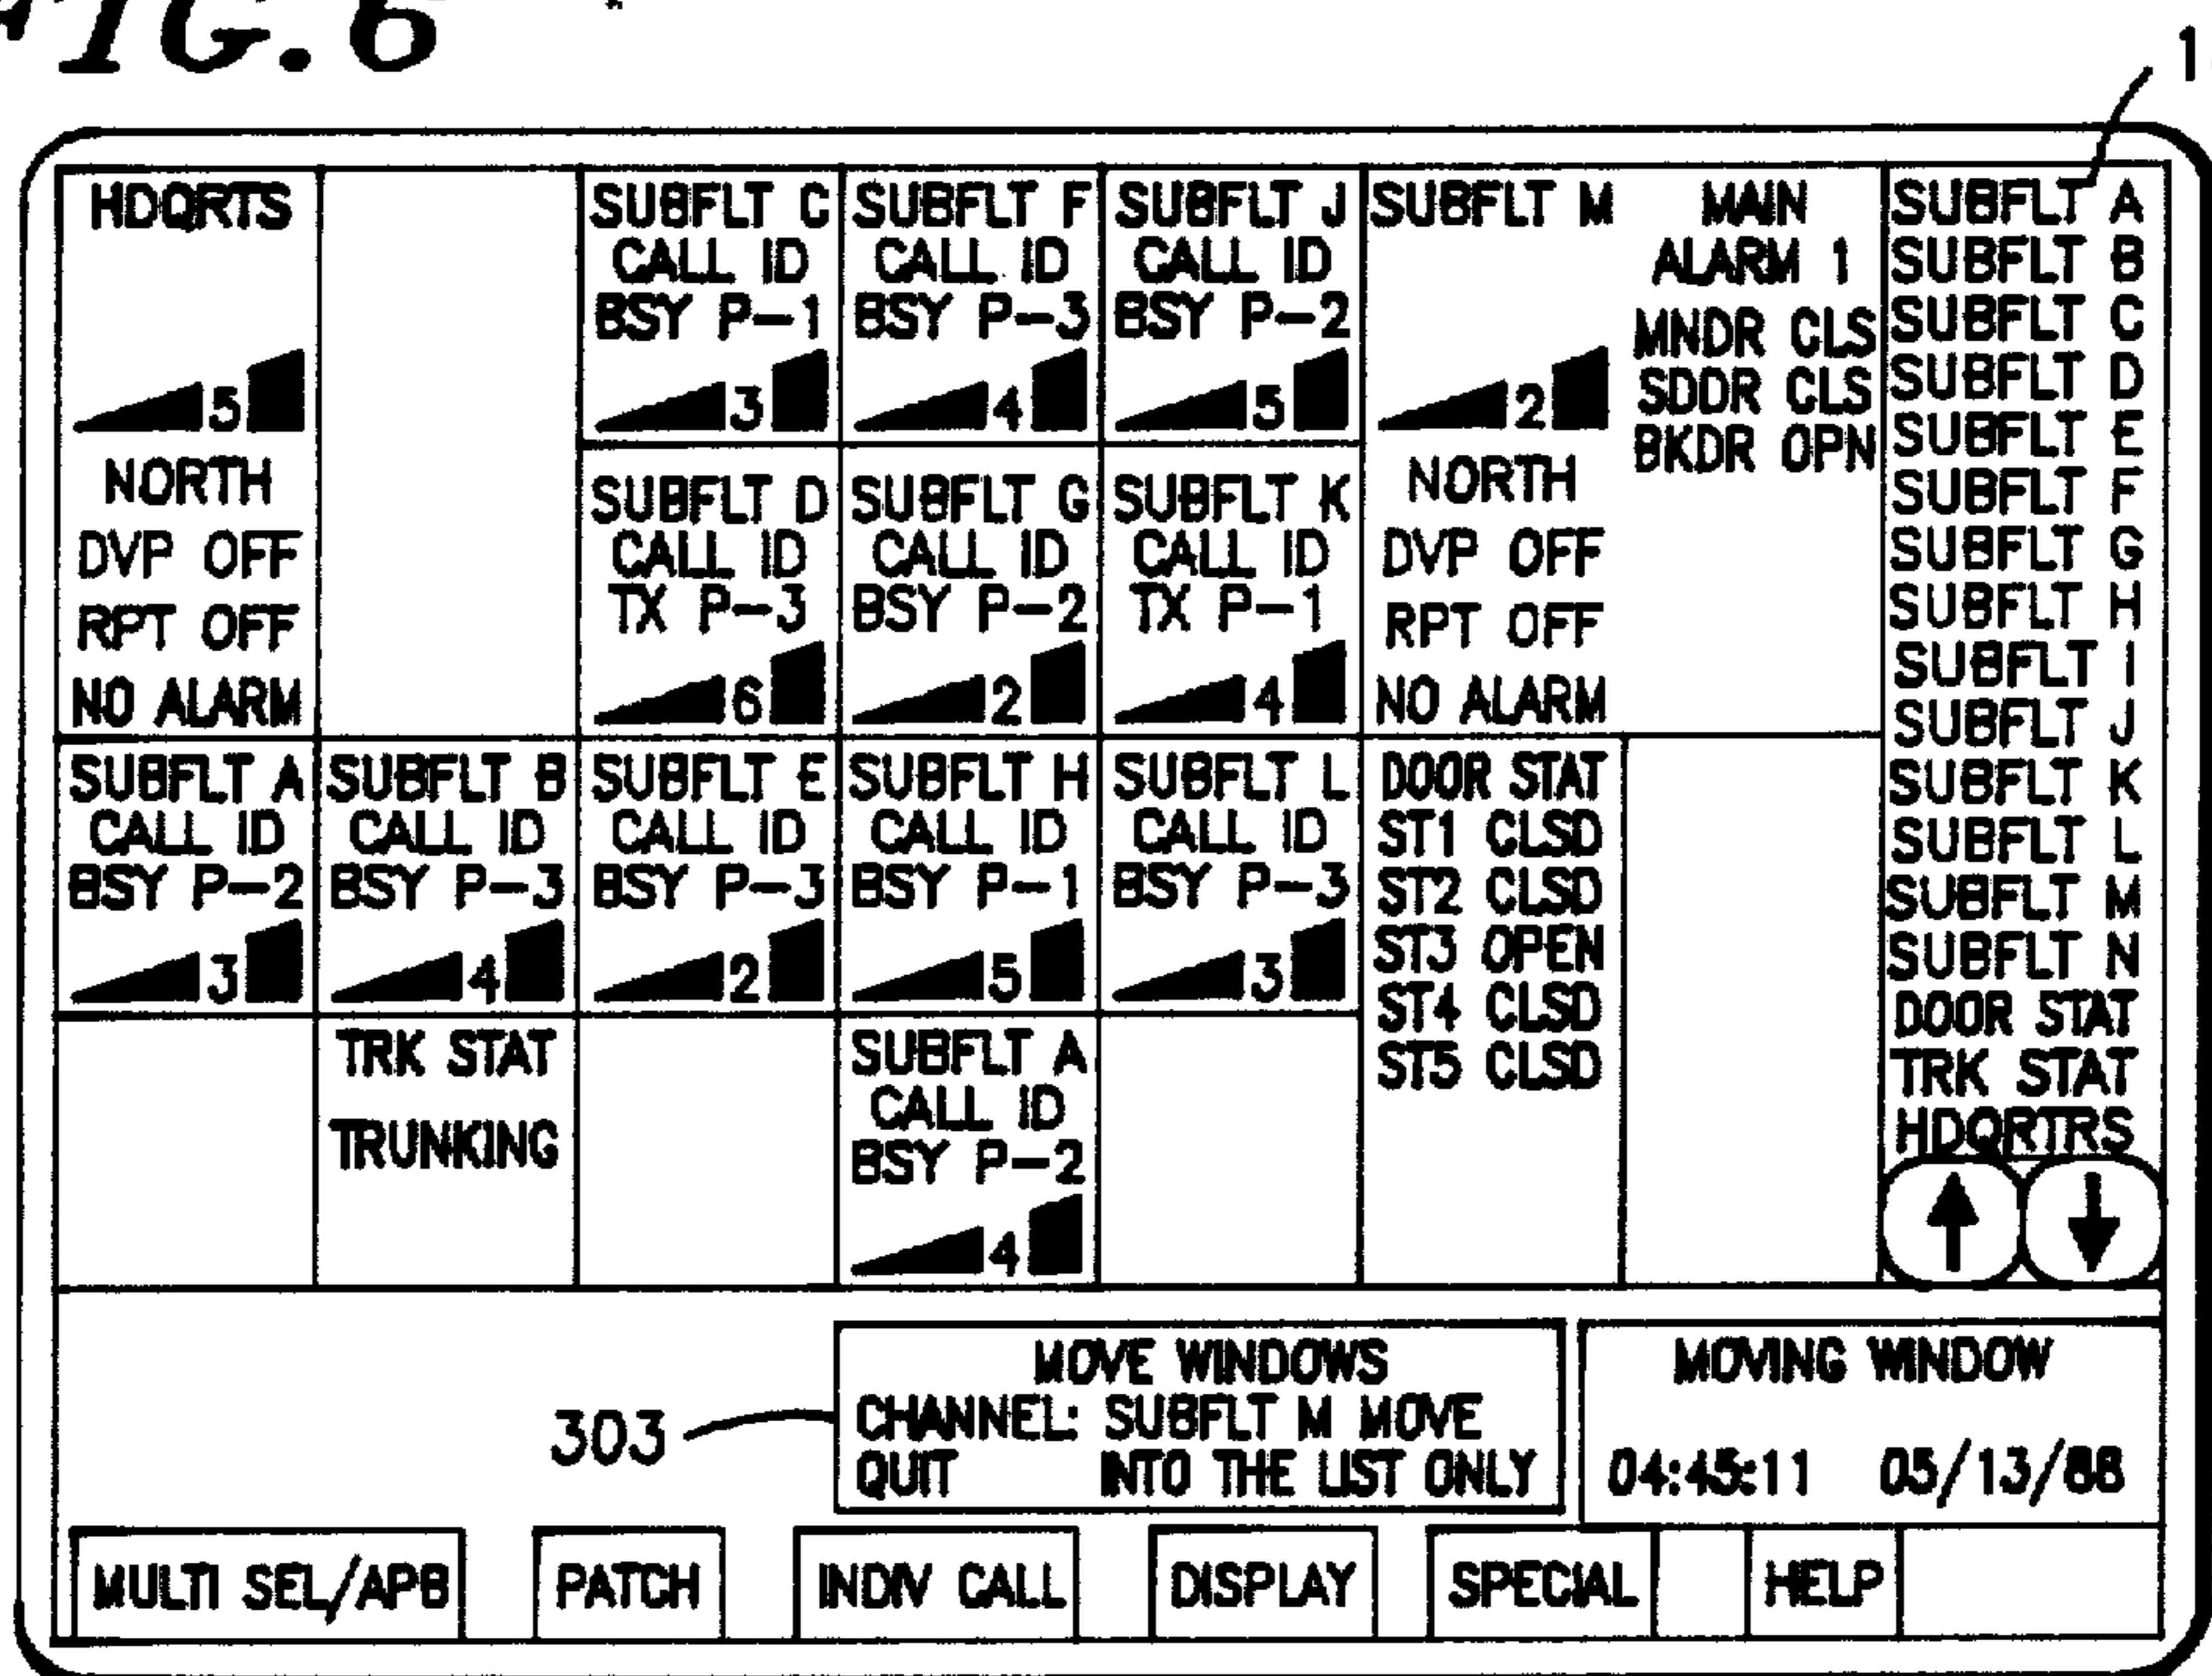 FIG. 6
HDQRTS
5
NORTH
DVP OFF
RPT OFF
NO ALARM
SUBFLT C
CALL ID
BSY P-1
3
SUBFLT F
CALL ID
BSY P-3
4
SUBFLT J
CALL ID
BSY P-2
5
SUBFLT M
2
NORTH
DVP OFF
RPT OFF
NO ALARM
MAIN
ALARM 1
MNDR CLS
SDDR CLS
BKDR OPN
SUBFLT D
CALL ID
TX P-3
6
SUBFLT G
CALL ID
BSY P-2
2
SUBFLT K
CALL ID
TX P-1
4
SUBFLT A
CALL ID
BSY P-2
3
SUBFLT B
CALL ID
BSY P-3
4
SUBFLT E
CALL ID
BSY P-3
2
SUBFLT H
CALL ID
BSY P-1
5
SUBFLT L
CALL ID
BSY P-3
3
DOOR STAT
ST1 CLSD
ST2 CLSD
ST3 OPEN
ST4 CLSD
ST5 CLSD
TRK STAT
TRUNKING
SUBFLT A
CALL ID
BSY P-2
4
SUBFLT A
SUBFLT B
SUBFLT C
SUBFLT D
SUBFLT E
SUBFLT F
SUBFLT G
SUBFLT H
SUBFLT I
SUBFLT J
SUBFLT K
SUBFLT L
SUBFLT M
SUBFLT N
DOOR STAT
TRK STAT
HDQRTRS
303
MOVE WINDOWS
CHANNEL: SUBFLT M MOVE
QUIT INTO THE LIST ONLY
MOVING WINDOW
04:45:11 05/13/88
MULTI SEL/APB
PATCH
INDIV CALL
DISPLAY
SPECIAL
HELP